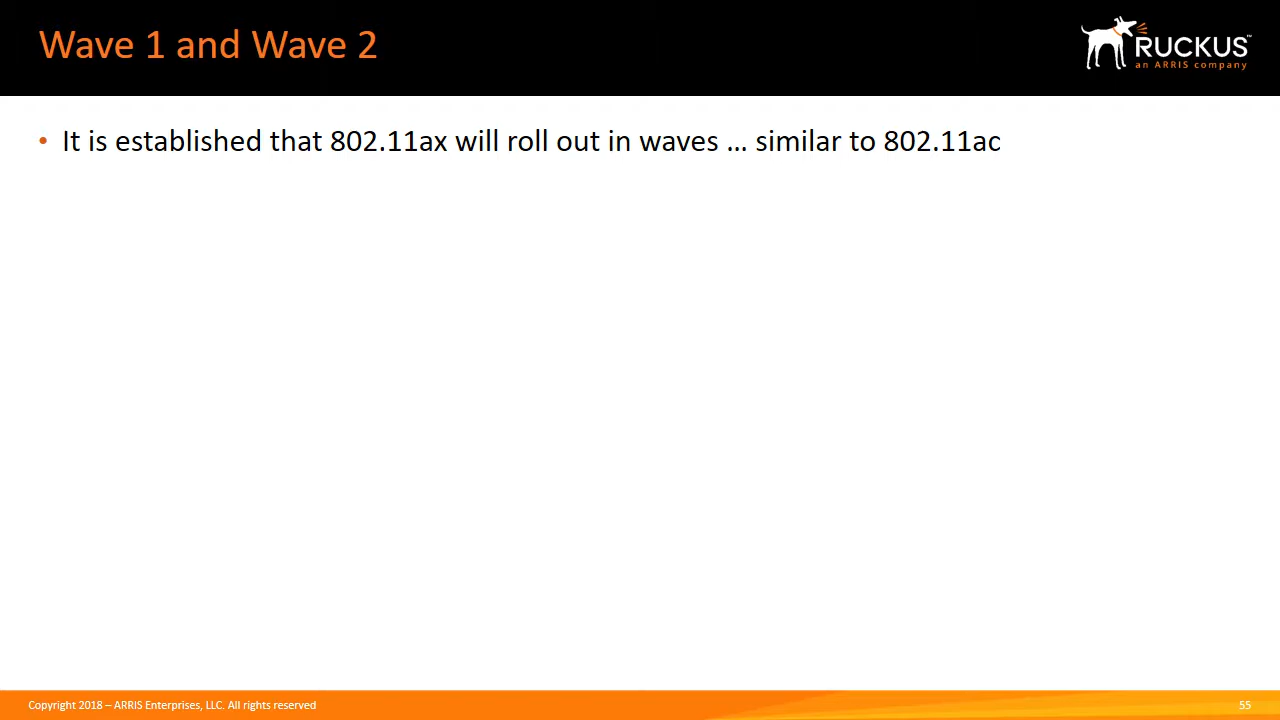 Wave 1 and Wave 2
RUCKUS™
an ARRIS company
• It is established that 802.11ax will roll out in waves … similar to 802.11ac
Copyright 2018 – ARRIS Enterprises, LLC. All rights reserved
55